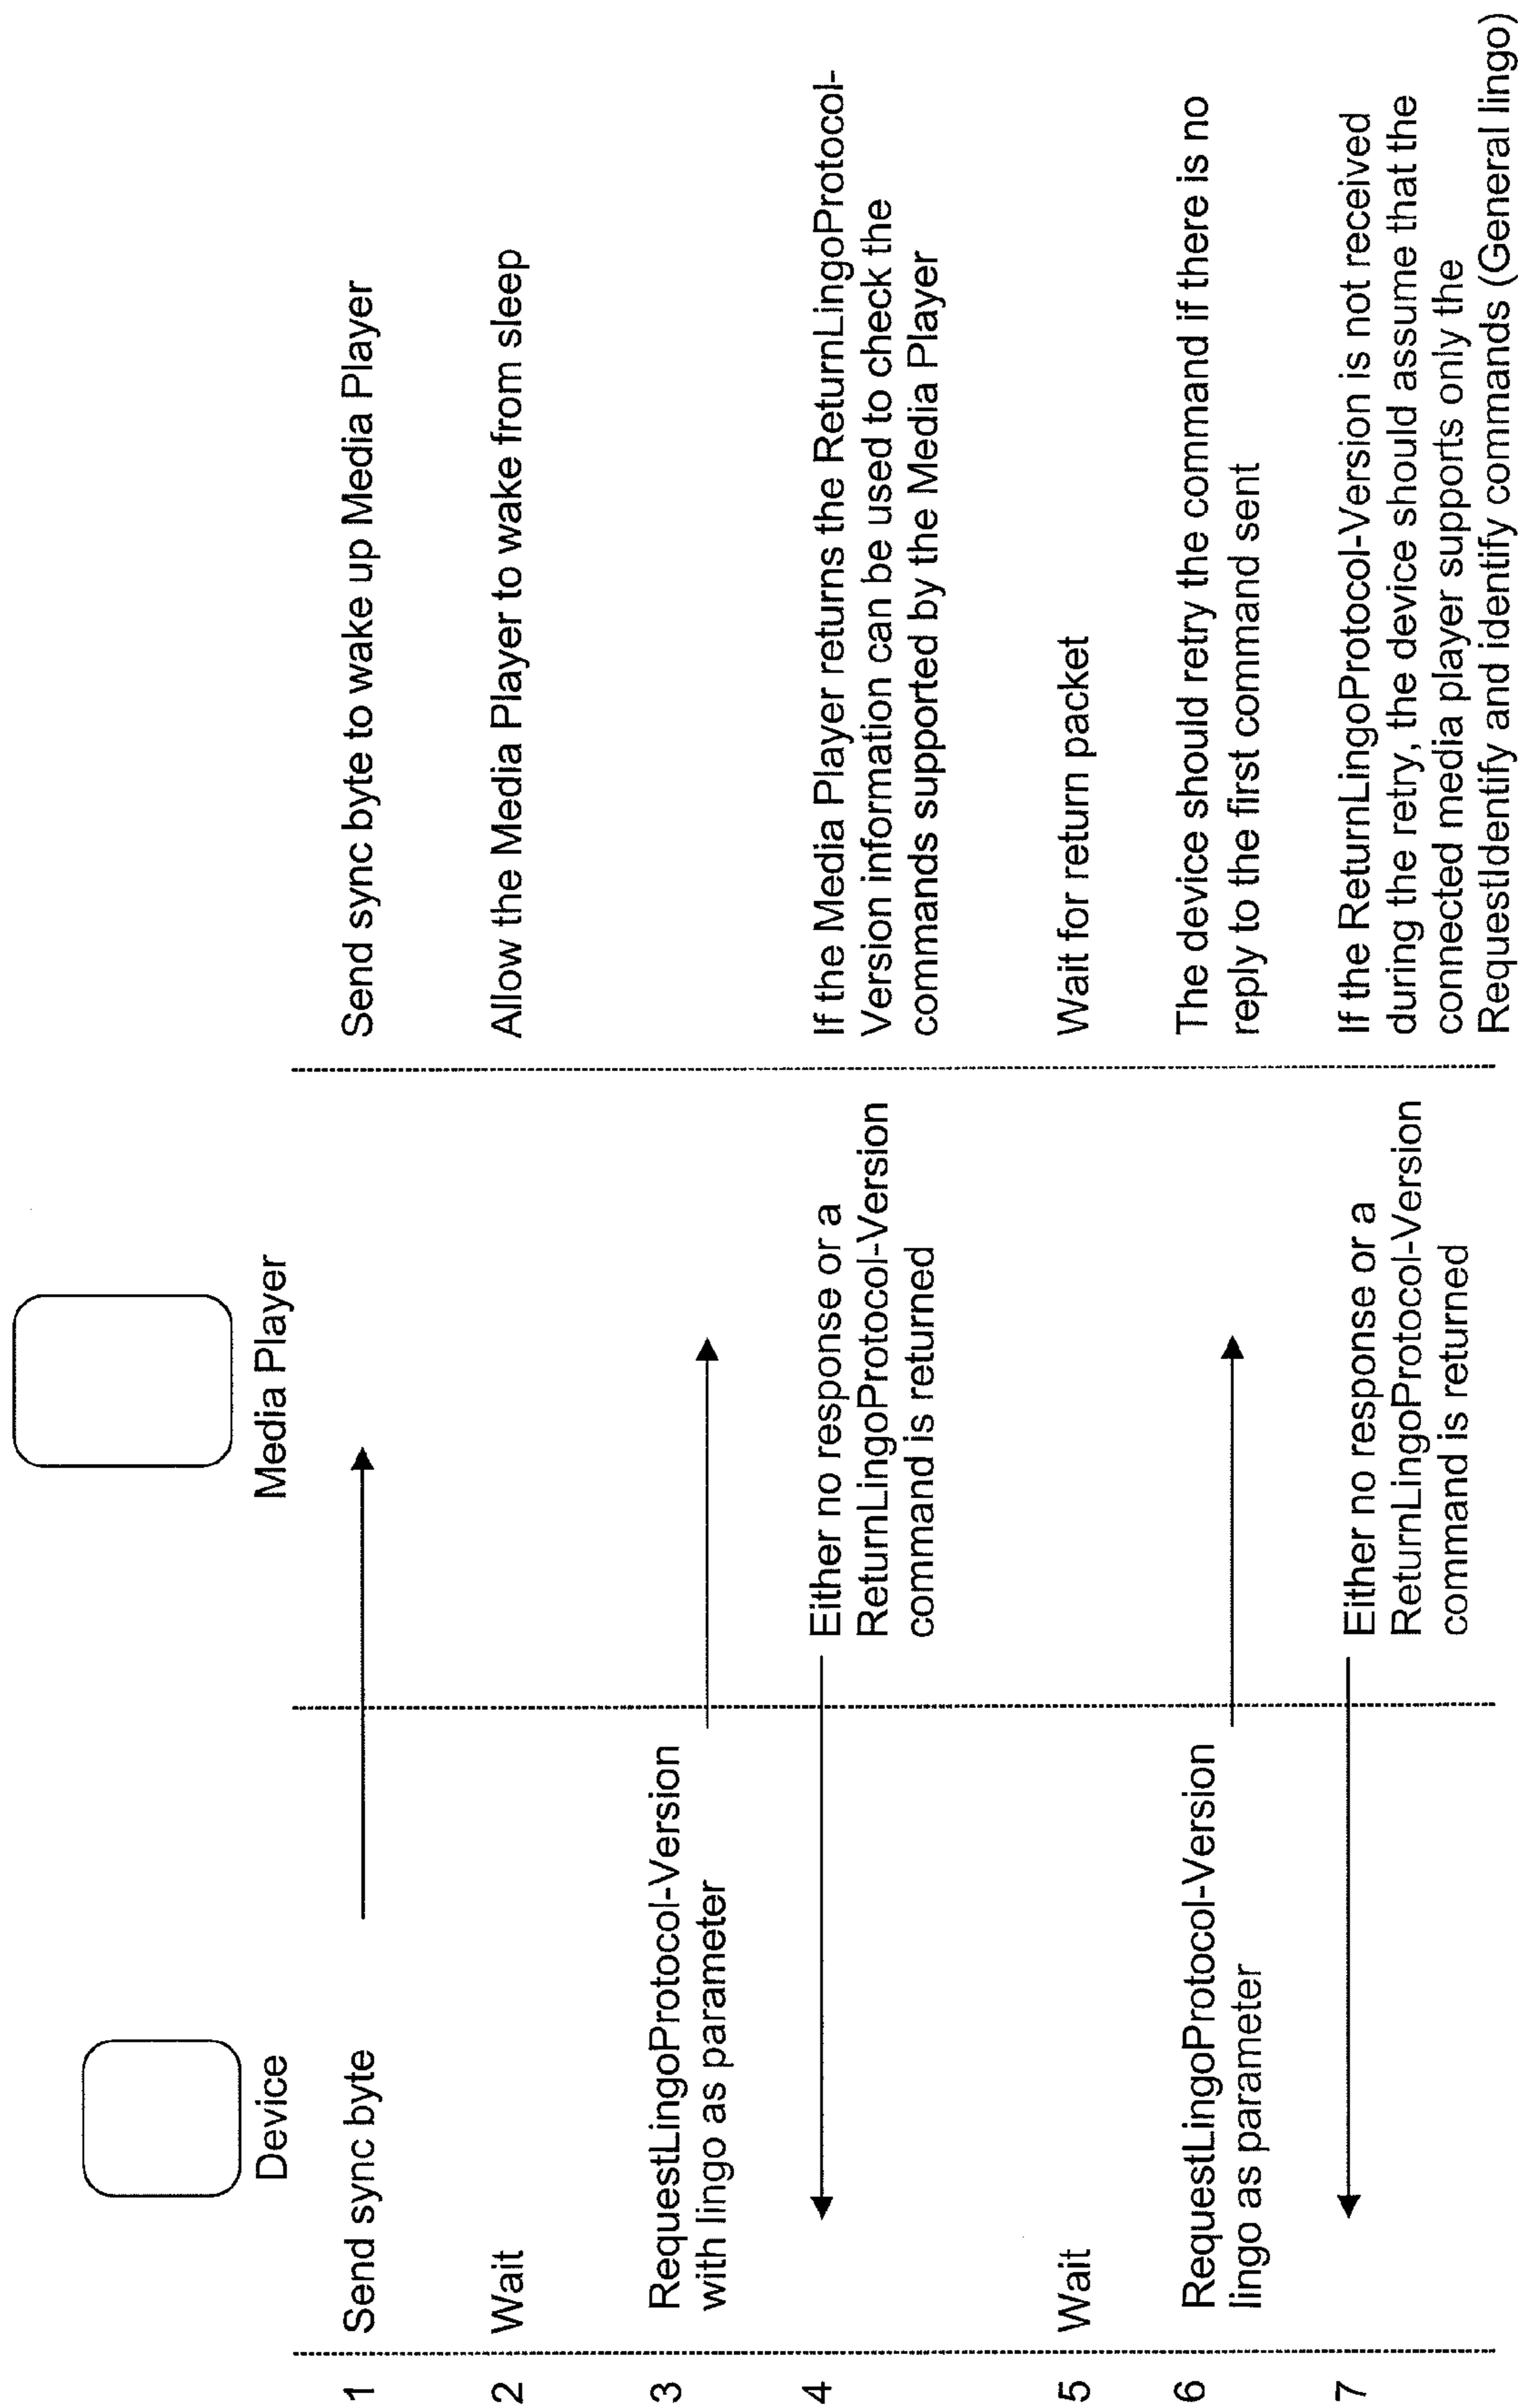 Device
Media Player
1
Send sync byte
Send sync byte to wake up Media Player
2
Wait
Allow the Media Player to wake from sleep
3
RequestLingoProtocol-Version
with lingo as parameter
4
Either no response or a
ReturnLingoProtocol-Version
command is returned
If the Media Player returns the ReturnLingoProtocol-
Version information can be used to check the
commands supported by the Media Player
5
Wait
Wait for return packet
6
RequestLingoProtocol-Version
lingo as parameter
The device should retry the command if there is no
reply to the first command sent
7
Either no response or a
ReturnLingoProtocol-Version
command is returned
If the ReturnLingoProtocol-Version is not received
during the retry, the device should assume that the
connected media player supports only the
RequestIdentify and identify commands (General lingo)